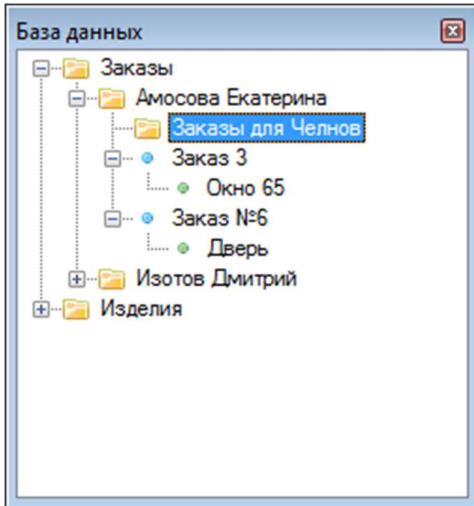 База данных
Заказы
Амосова Екатерина
Заказы для Челнов
Заказ 3
Окно 65
Заказ №6
Дверь
Изотов Дмитрий
Изделия